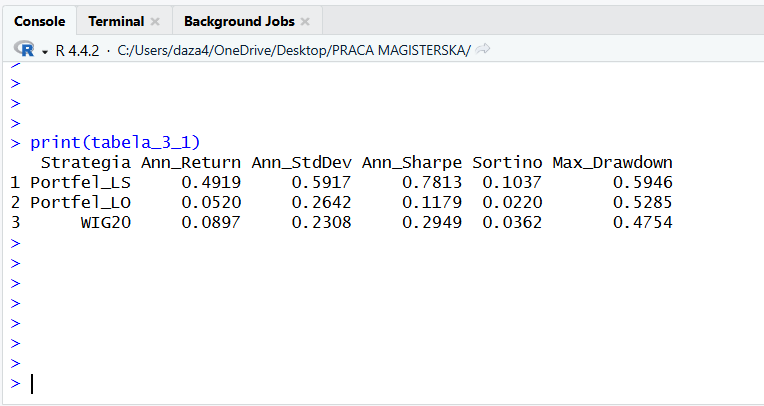 Console Terminal × Background Jobs ×
R 4.4.2 · C:/Users/daza4/OneDrive/Desktop/PRACA MAGISTERSKA/
>
>
>
>
> print(tabela_3_1)
  Strategia Ann_Return Ann_StdDev Ann_Sharpe Sortino Max_Drawdown
1 Portfel_LS     0.4919     0.5917     0.7813  0.1037       0.5946
2 Portfel_LO     0.0520     0.2642     0.1179  0.0220       0.5285
3      WIG20     0.0897     0.2308     0.2949  0.0362       0.4754
>
>
>
>
>
>
>
>